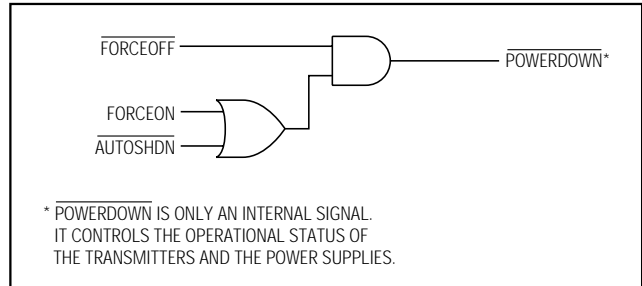 FORCEOFF
POWERDOWN*
FORCEON
AUTOSHDN
* POWERDOWN IS ONLY AN INTERNAL SIGNAL.
IT CONTROLS THE OPERATIONAL STATUS OF
THE TRANSMITTERS AND THE POWER SUPPLIES.